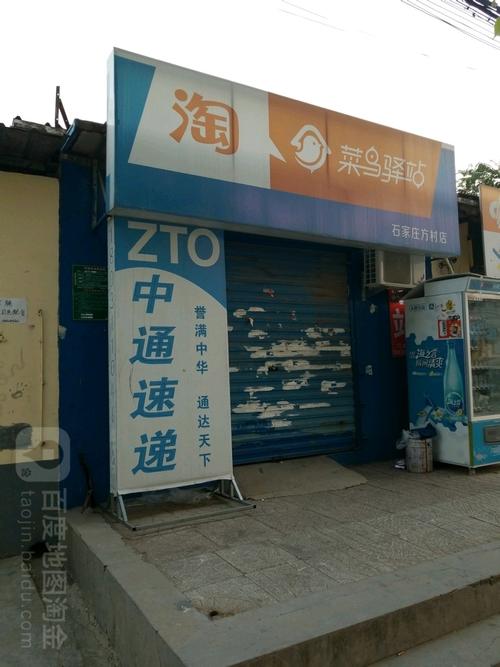 淘
菜鸟驿站
石家庄方村店
ZTO
中通速递
誉满中华 通达天下
百度地图淘金
taojin.baidu.com